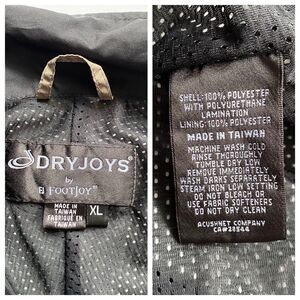 DRYJOYS®
by
FOOTJOY
MADE IN
TAIWAN
FABRIQUÉ EN
TAIWAN
XL
SHELL: 100% POLYESTER
WITH POLYURETHANE
LAMINATION
LINING: 100% POLYESTER
MADE IN TAIWAN
MACHINE WASH COLD
RINSE THOROUGHLY
TUMBLE DRY LOW
REMOVE IMMEDIATELY
WASH DARKS SEPARATELY
STEAM IRON LOW SETTING
DO NOT BLEACH OR
USE FABRIC SOFTENERS
DO NOT DRY CLEAN
ACUSHNET COMPANY